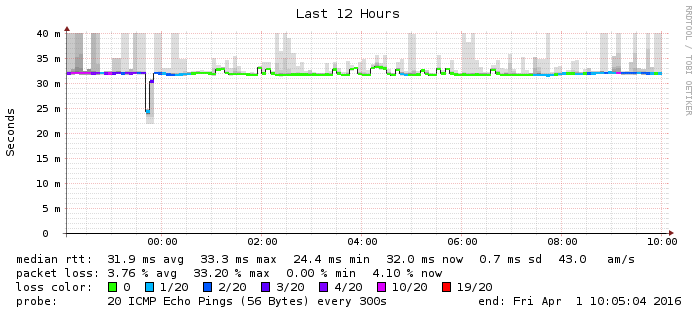 Last 12 Hours
RRDTOOL / TOBI OETIKER
Seconds
40 m
35 m
30 m
25 m
20 m
15 m
10 m
5 m
0
00:00 02:00 04:00 06:00 08:00 10:00
median rtt: 31.9 ms avg 33.3 ms max 24.4 ms min 32.0 ms now 0.7 ms sd 43.0 am/s
packet loss: 3.76 % avg 33.20 % max 0.00 % min 4.10 % now
loss color: 0 1/20 2/20 3/20 4/20 10/20 19/20
probe: 20 ICMP Echo Pings (56 Bytes) every 300s end: Fri Apr 1 10:05:04 2016